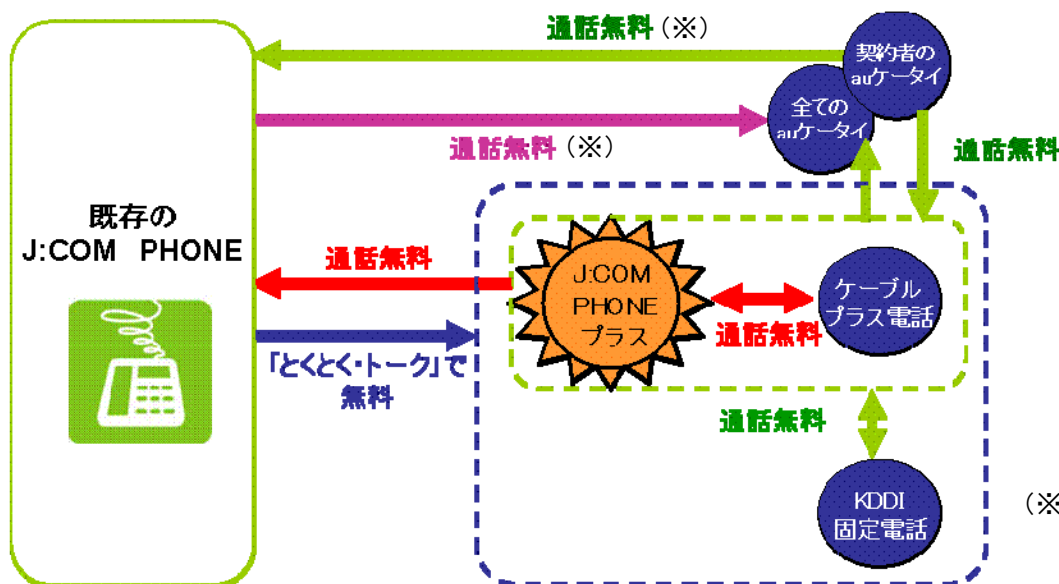 通話無料(※)
契約者の
auケータイ
全ての
auケータイ
通話無料(※)
通話無料
既存の
J:COM PHONE
通話無料
J:COM
PHONE
プラス
ケーブル
プラス電話
通話無料
「とくとく・トーク」で
無料
通話無料
KDDI
固定電話
(※